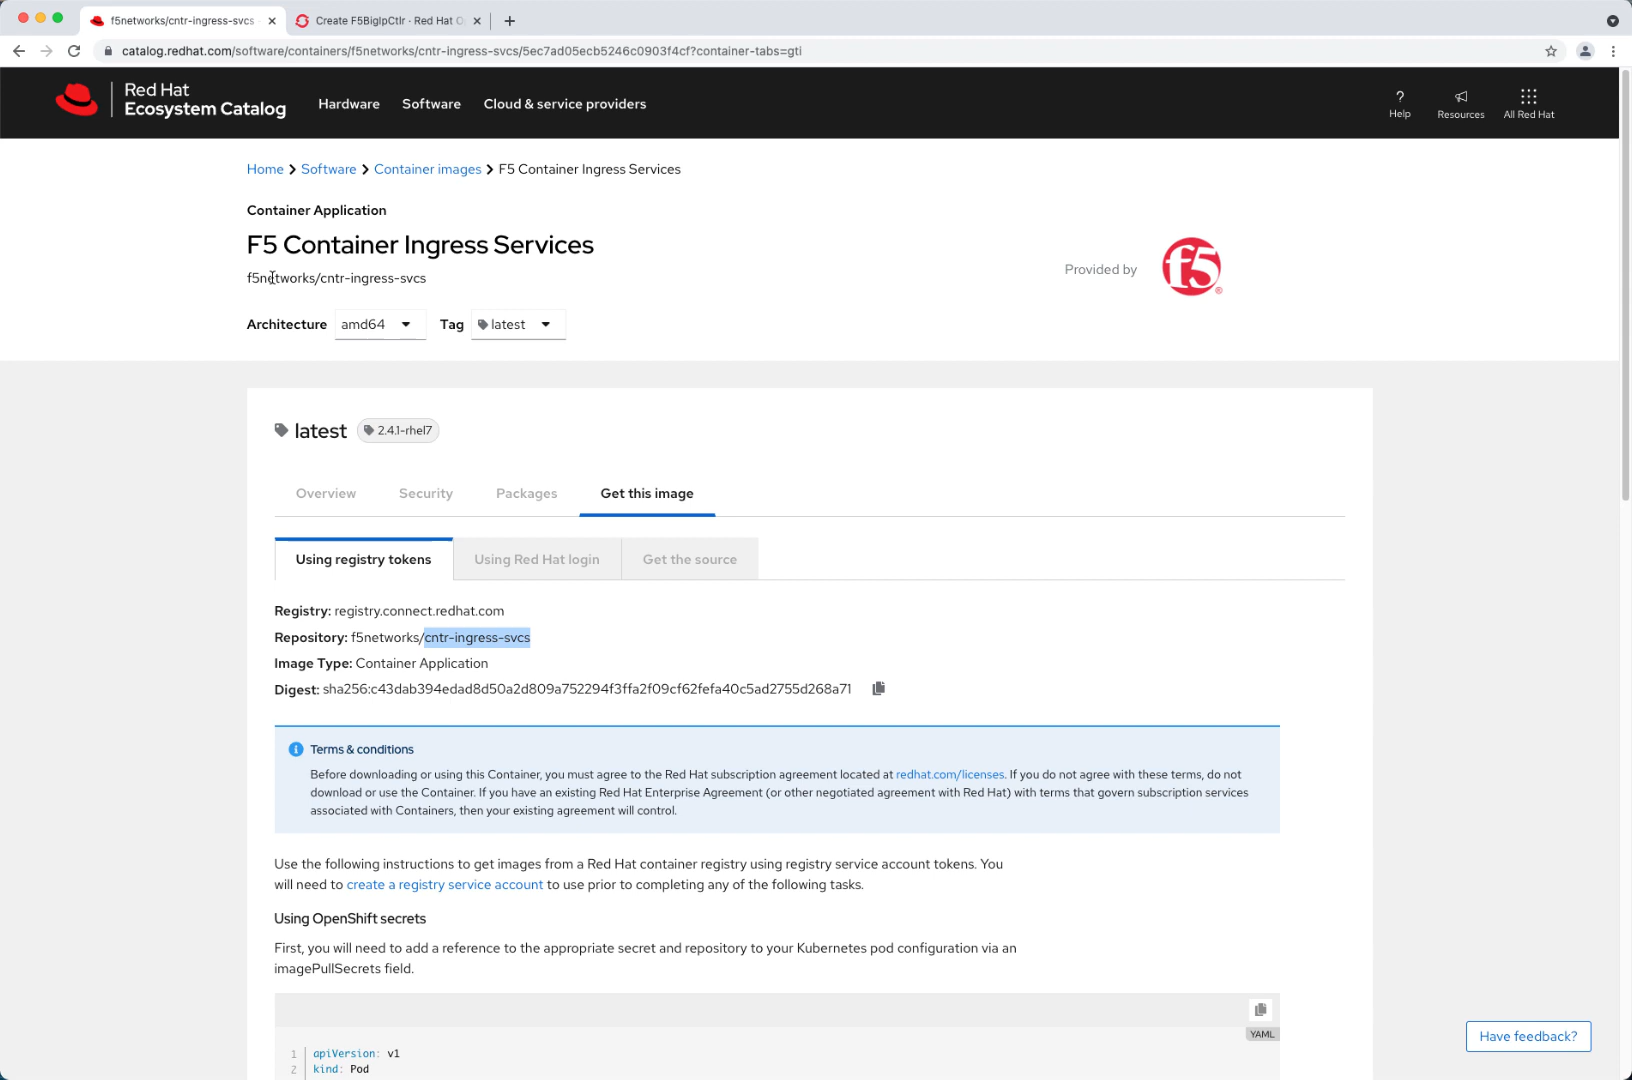 f5networks/cntr-ingress-svcs
Create F5BigIpCtlr · Red Hat O
catalog.redhat.com/software/containers/f5networks/cntr-ingress-svcs/5ec7ad05ecb5246c0903f4cf?container-tabs=gti
Red Hat
Ecosystem Catalog
Hardware
Software
Cloud & service providers
?
Help
Resources
All Red Hat
Home > Software > Container images > F5 Container Ingress Services
Container Application
F5 Container Ingress Services
f5networks/cntr-ingress-svcs
Provided by
f5
Architecture amd64 Tag latest
latest 2.4.1-rhel7
Overview
Security
Packages
Get this image
Using registry tokens
Using Red Hat login
Get the source
Registry: registry.connect.redhat.com
Repository: f5networks/cntr-ingress-svcs
Image Type: Container Application
Digest: sha256:c43dab394edad8d50a2d809a752294f3ffa2f09cf62fefa40c5ad2755d268a71
Terms & conditions
Before downloading or using this Container, you must agree to the Red Hat subscription agreement located at redhat.com/licenses. If you do not agree with these terms, do not
download or use the Container. If you have an existing Red Hat Enterprise Agreement (or other negotiated agreement with Red Hat) with terms that govern subscription services
associated with Containers, then your existing agreement will control.
Use the following instructions to get images from a Red Hat container registry using registry service account tokens. You
will need to create a registry service account to use prior to completing any of the following tasks.
Using OpenShift secrets
First, you will need to add a reference to the appropriate secret and repository to your Kubernetes pod configuration via an
imagePullSecrets field.
YAML
1 apiVersion: v1
2 kind: Pod
Have feedback?